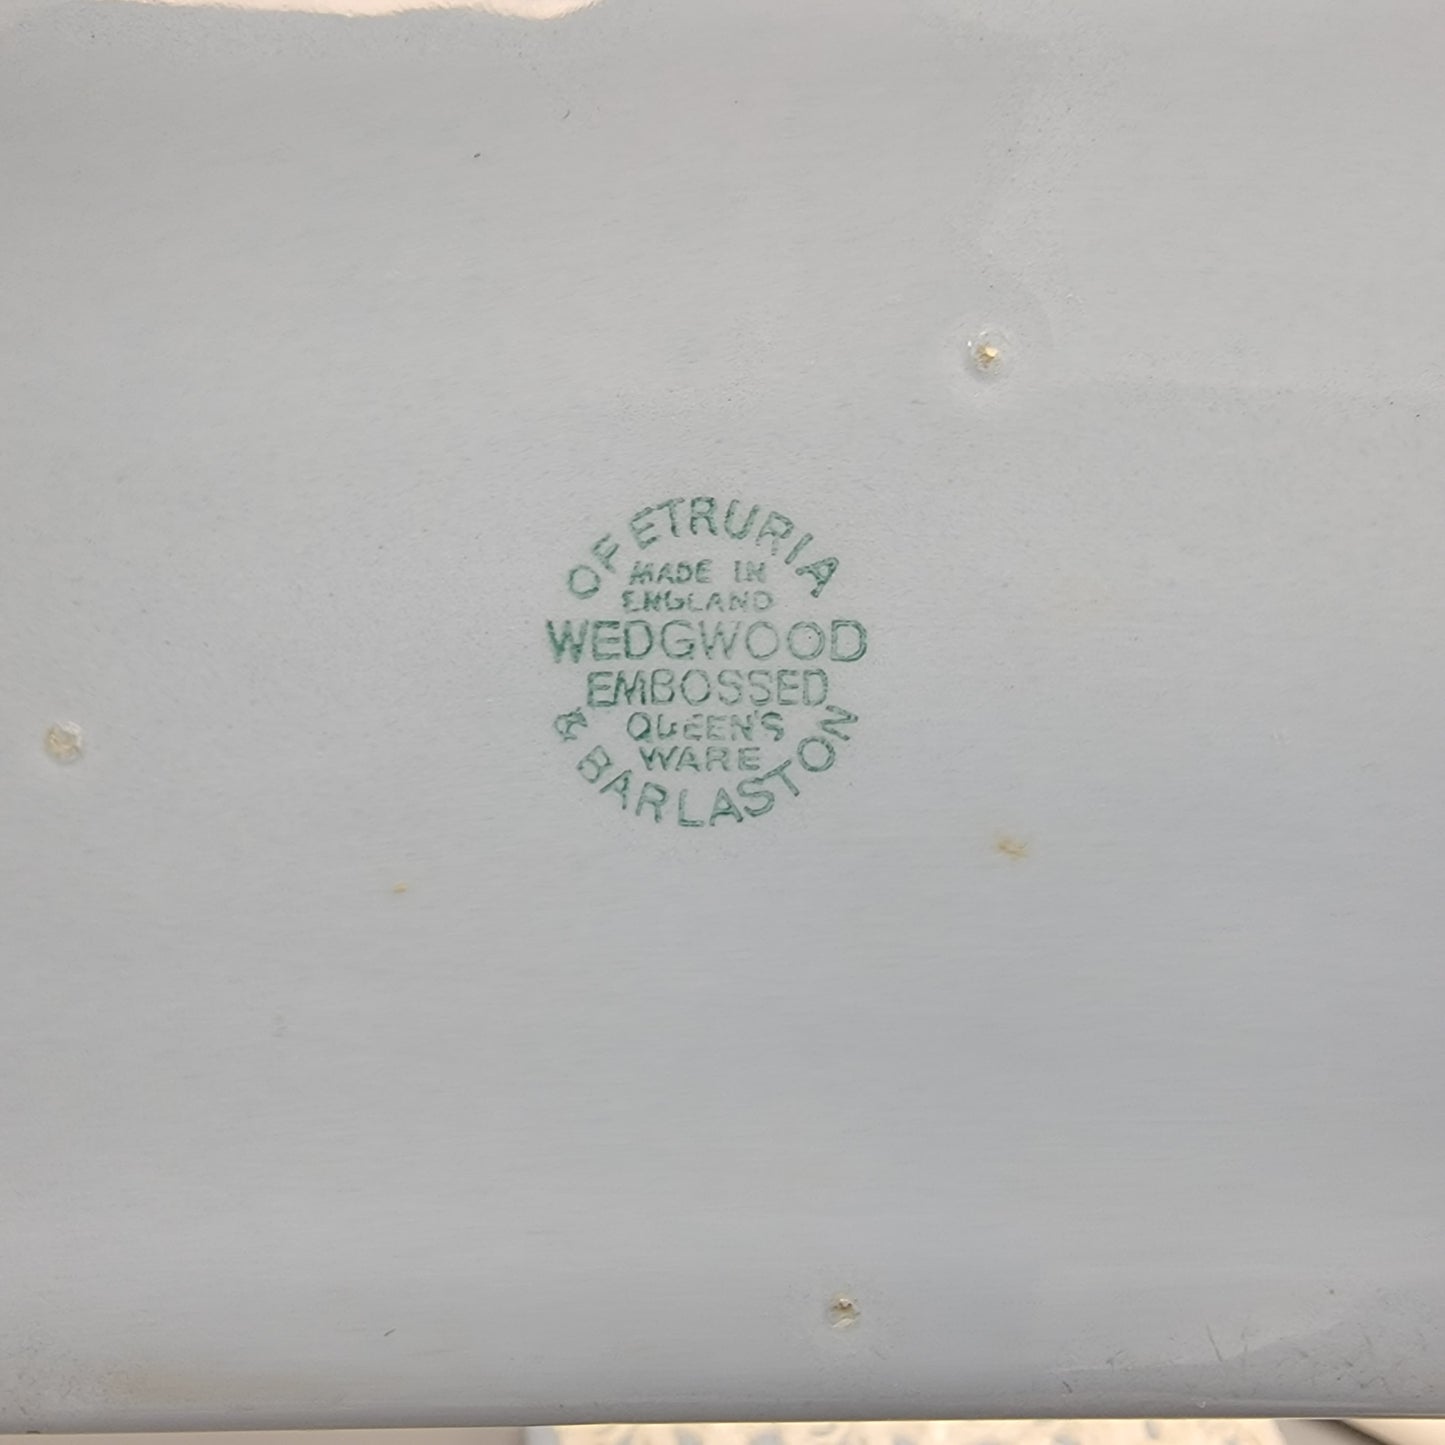 OF ETRURIA
MADE IN
ENGLAND
WEDGWOOD
EMBOSSED
QUEEN'S
WARE
& BARLASTON